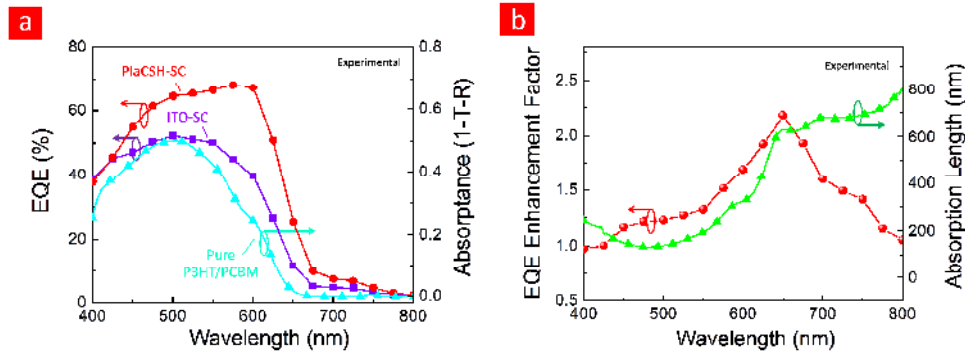 a
80
60
40
20
0
EQE (%)
PlaCSH-SC
ITO-SC
Pure
P3HT/PCBM
Experimental
0.8
0.6
0.4
0.2
0.0
Absorptance (1-T-R)
400 500 600 700 800
Wavelength (nm)
b
2.5
2.0
1.5
1.0
0.5
EQE Enhancement Factor
Experimental
800
600
400
200
0
Absorption Length (nm)
400 500 600 700 800
Wavelength (nm)